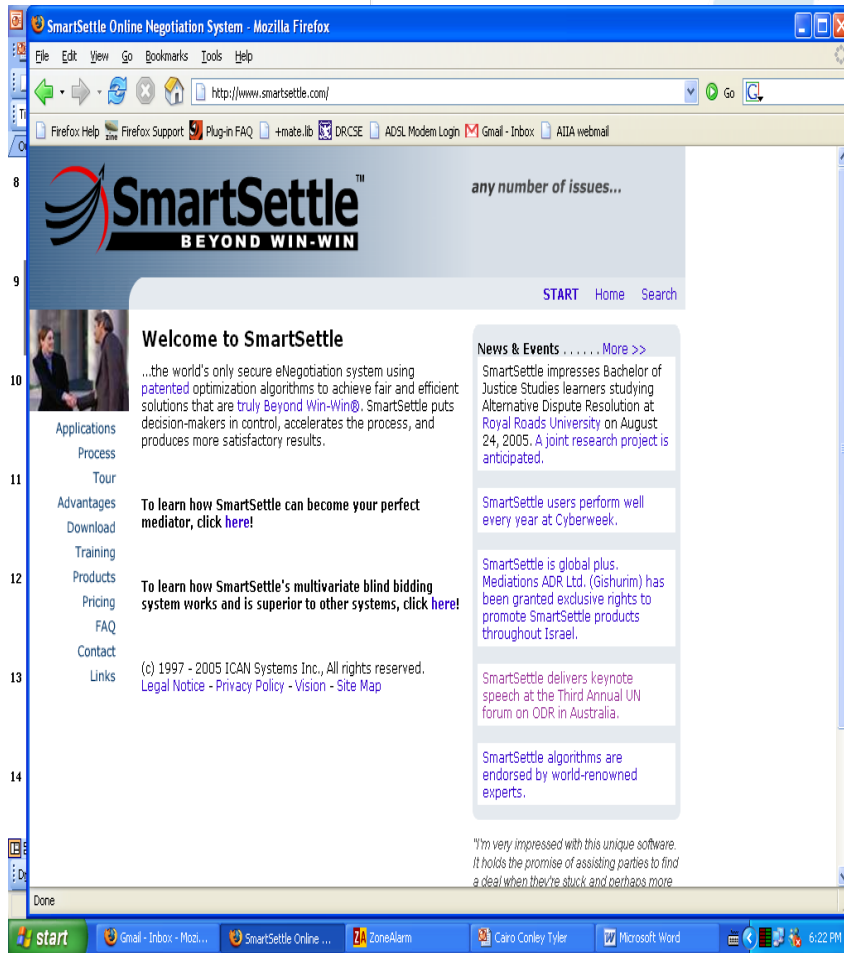 SmartSettle Online Negotiation System - Mozilla Firefox
File Edit View Go Bookmarks Tools Help
http://www.smartsettle.com/
Go
G
Firefox Help Firefox Support Plug-in FAQ +mate.lib DRCSE ADSL Modem Login Gmail - Inbox AIIA webmail
SmartSettle™
BEYOND WIN-WIN
any number of issues...
START Home Search
8
9
10
11
12
13
14
Applications
Process
Tour
Advantages
Download
Training
Products
Pricing
FAQ
Contact
Links
Welcome to SmartSettle
...the world's only secure eNegotiation system using
patented optimization algorithms to achieve fair and efficient
solutions that are truly Beyond Win-Win®. SmartSettle puts
decision-makers in control, accelerates the process, and
produces more satisfactory results.
To learn how SmartSettle can become your perfect
mediator, click here!
To learn how SmartSettle's multivariate blind bidding
system works and is superior to other systems, click here!
(c) 1997 - 2005 ICAN Systems Inc., All rights reserved.
Legal Notice - Privacy Policy - Vision - Site Map
News & Events . . . . . . More >>
SmartSettle impresses Bachelor of
Justice Studies learners studying
Alternative Dispute Resolution at
Royal Roads University on August
24, 2005. A joint research project is
anticipated.
SmartSettle users perform well
every year at Cyberweek.
SmartSettle is global plus.
Mediations ADR Ltd. (Gishurim) has
been granted exclusive rights to
promote SmartSettle products
throughout Israel.
SmartSettle delivers keynote
speech at the Third Annual UN
forum on ODR in Australia.
SmartSettle algorithms are
endorsed by world-renowned
experts.
"I'm very impressed with this unique software.
It holds the promise of assisting parties to find
a deal when they're stuck and perhaps more
Done
start Gmail - Inbox - Mozi... SmartSettle Online ... ZA ZoneAlarm Cairo Conley Tyler Microsoft Word 6:22 PM